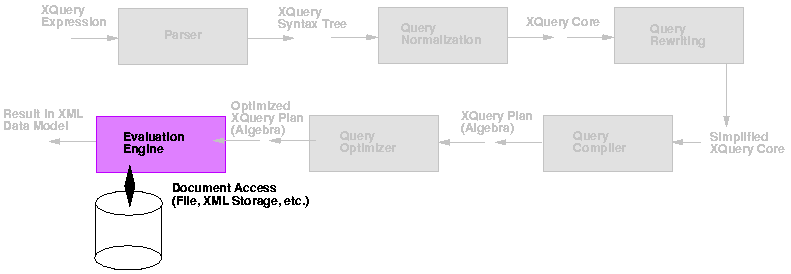 XQuery
Expression
Parser
XQuery
Syntax Tree
Query
Normalization
XQuery Core
Query
Rewriting
Result in XML
Data Model
Evaluation
Engine
Optimized
XQuery Plan
(Algebra)
Query
Optimizer
XQuery Plan
(Algebra)
Query
Compiler
Simplified
XQuery Core
Document Access
(File, XML Storage, etc.)